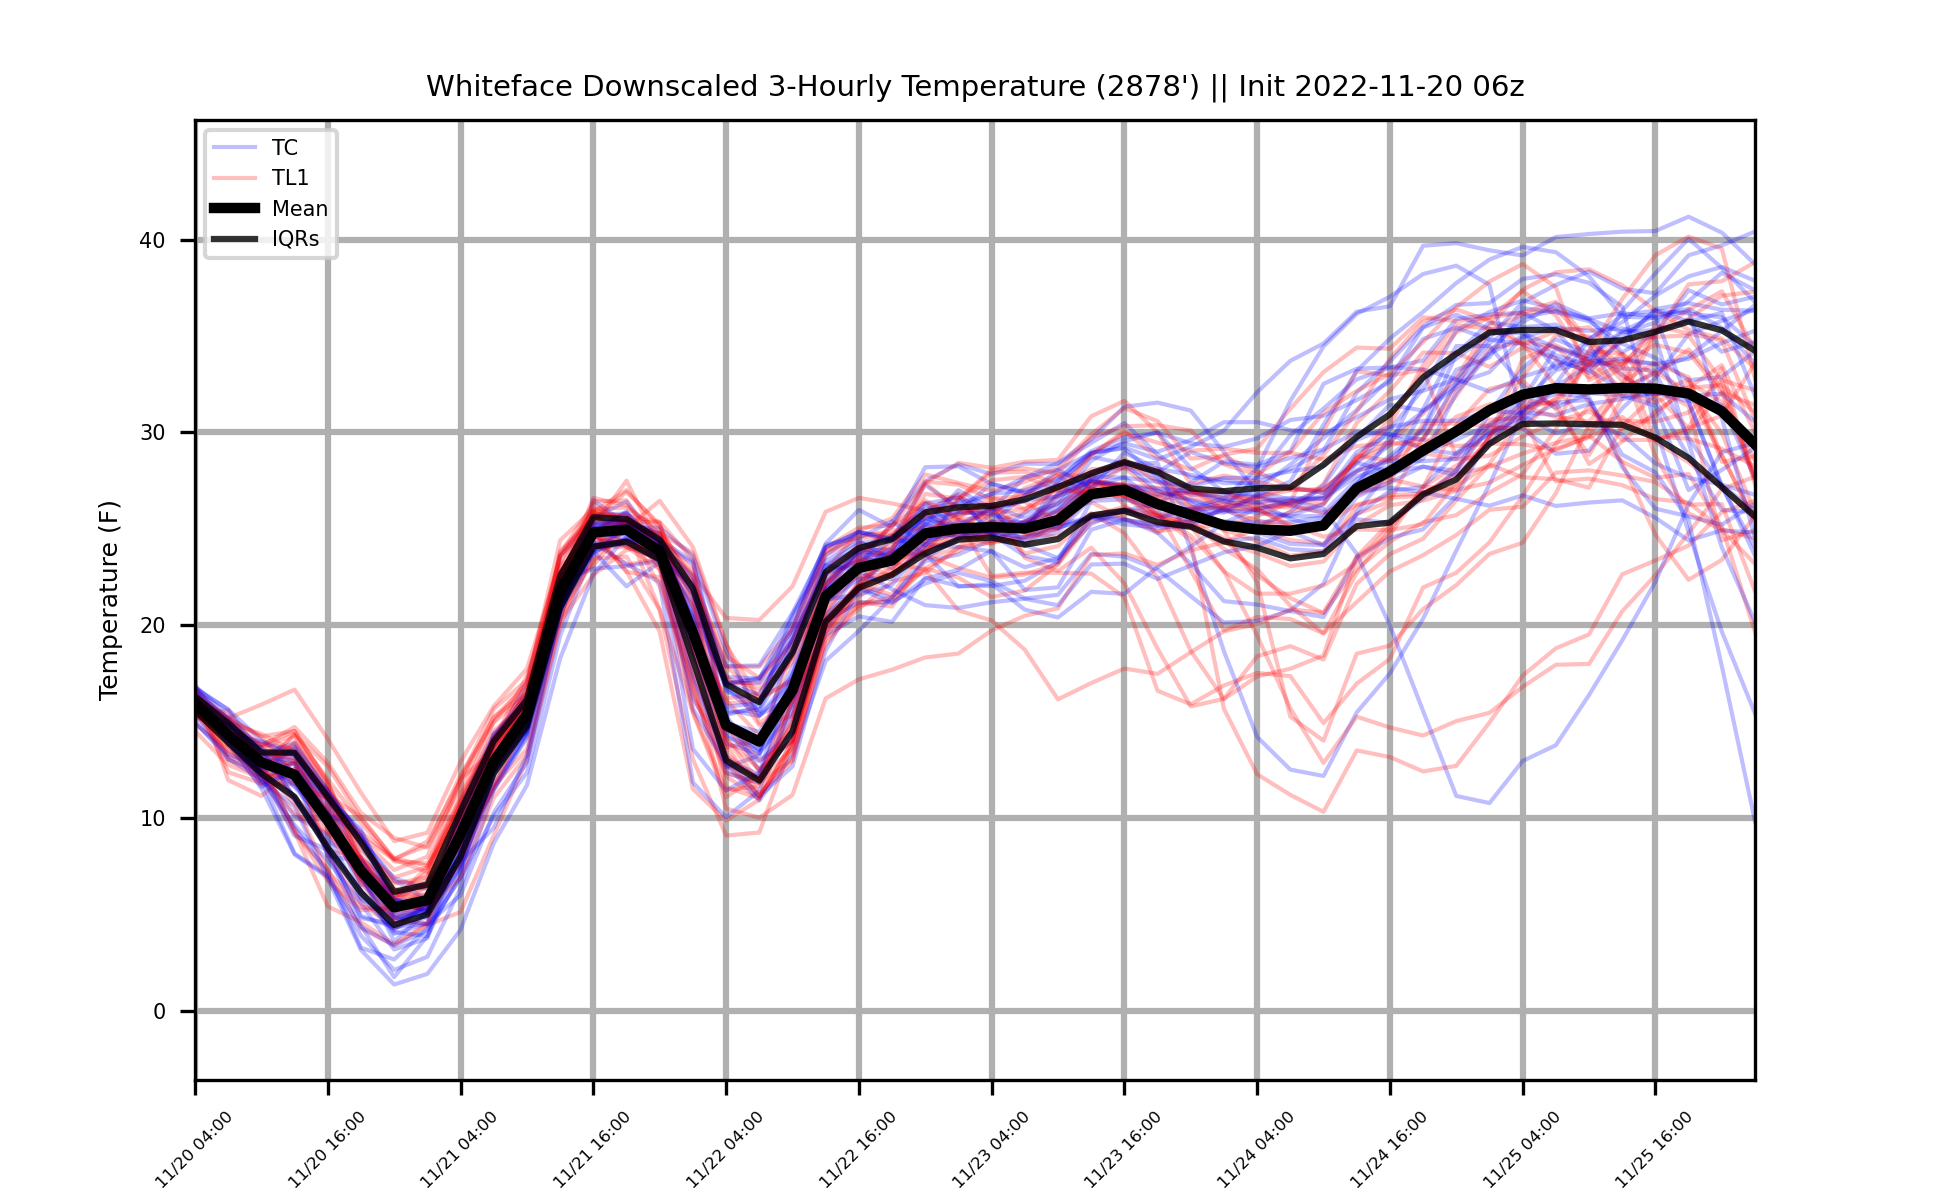 Whiteface Downscaled 3-Hourly Temperature (2878') || Init 2022-11-20 06z
TC
TL1
Mean
IQRs
Temperature (F)
40
30
20
10
0
11/20 04:00
11/20 16:00
11/21 04:00
11/21 16:00
11/22 04:00
11/22 16:00
11/23 04:00
11/23 16:00
11/24 04:00
11/24 16:00
11/25 04:00
11/25 16:00